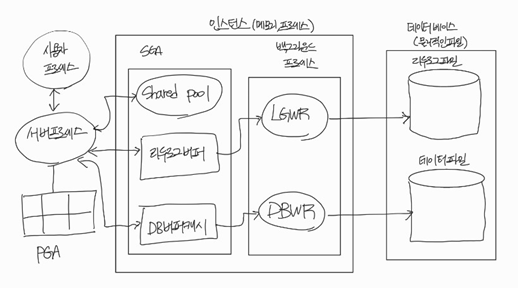 인스턴스 (메모리 프로세스)
데이터베이스
(물리적인파일)
사용자
프로세스
SGA
백그라운드
프로세스
리두로그파일
Shared pool
LGWR
서버프로세스
리두로그버퍼
데이터파일
DB버퍼캐시
DBWR
PGA